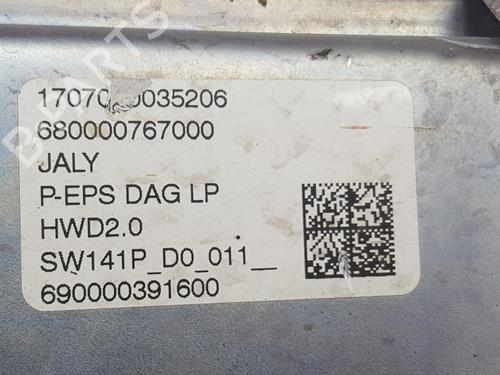 680000767000
JALY
P-EPS DAG LP
HWD2.0
SW141P_D0_011__
690000391600